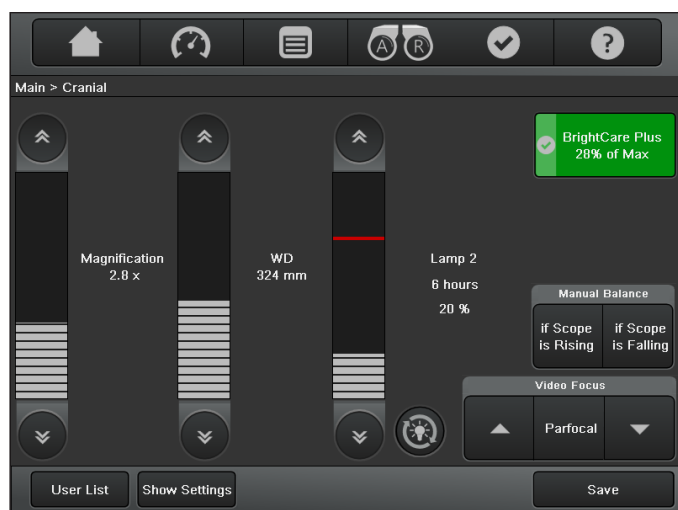 A R ?
Main > Cranial
BrightCare Plus
28% of Max
Magnification
2.8 x
WD
324 mm
Lamp 2
6 hours
20 %
Manual Balance
if Scope
is Rising
if Scope
is Falling
Video Focus
Parfocal
User List
Show Settings
Save